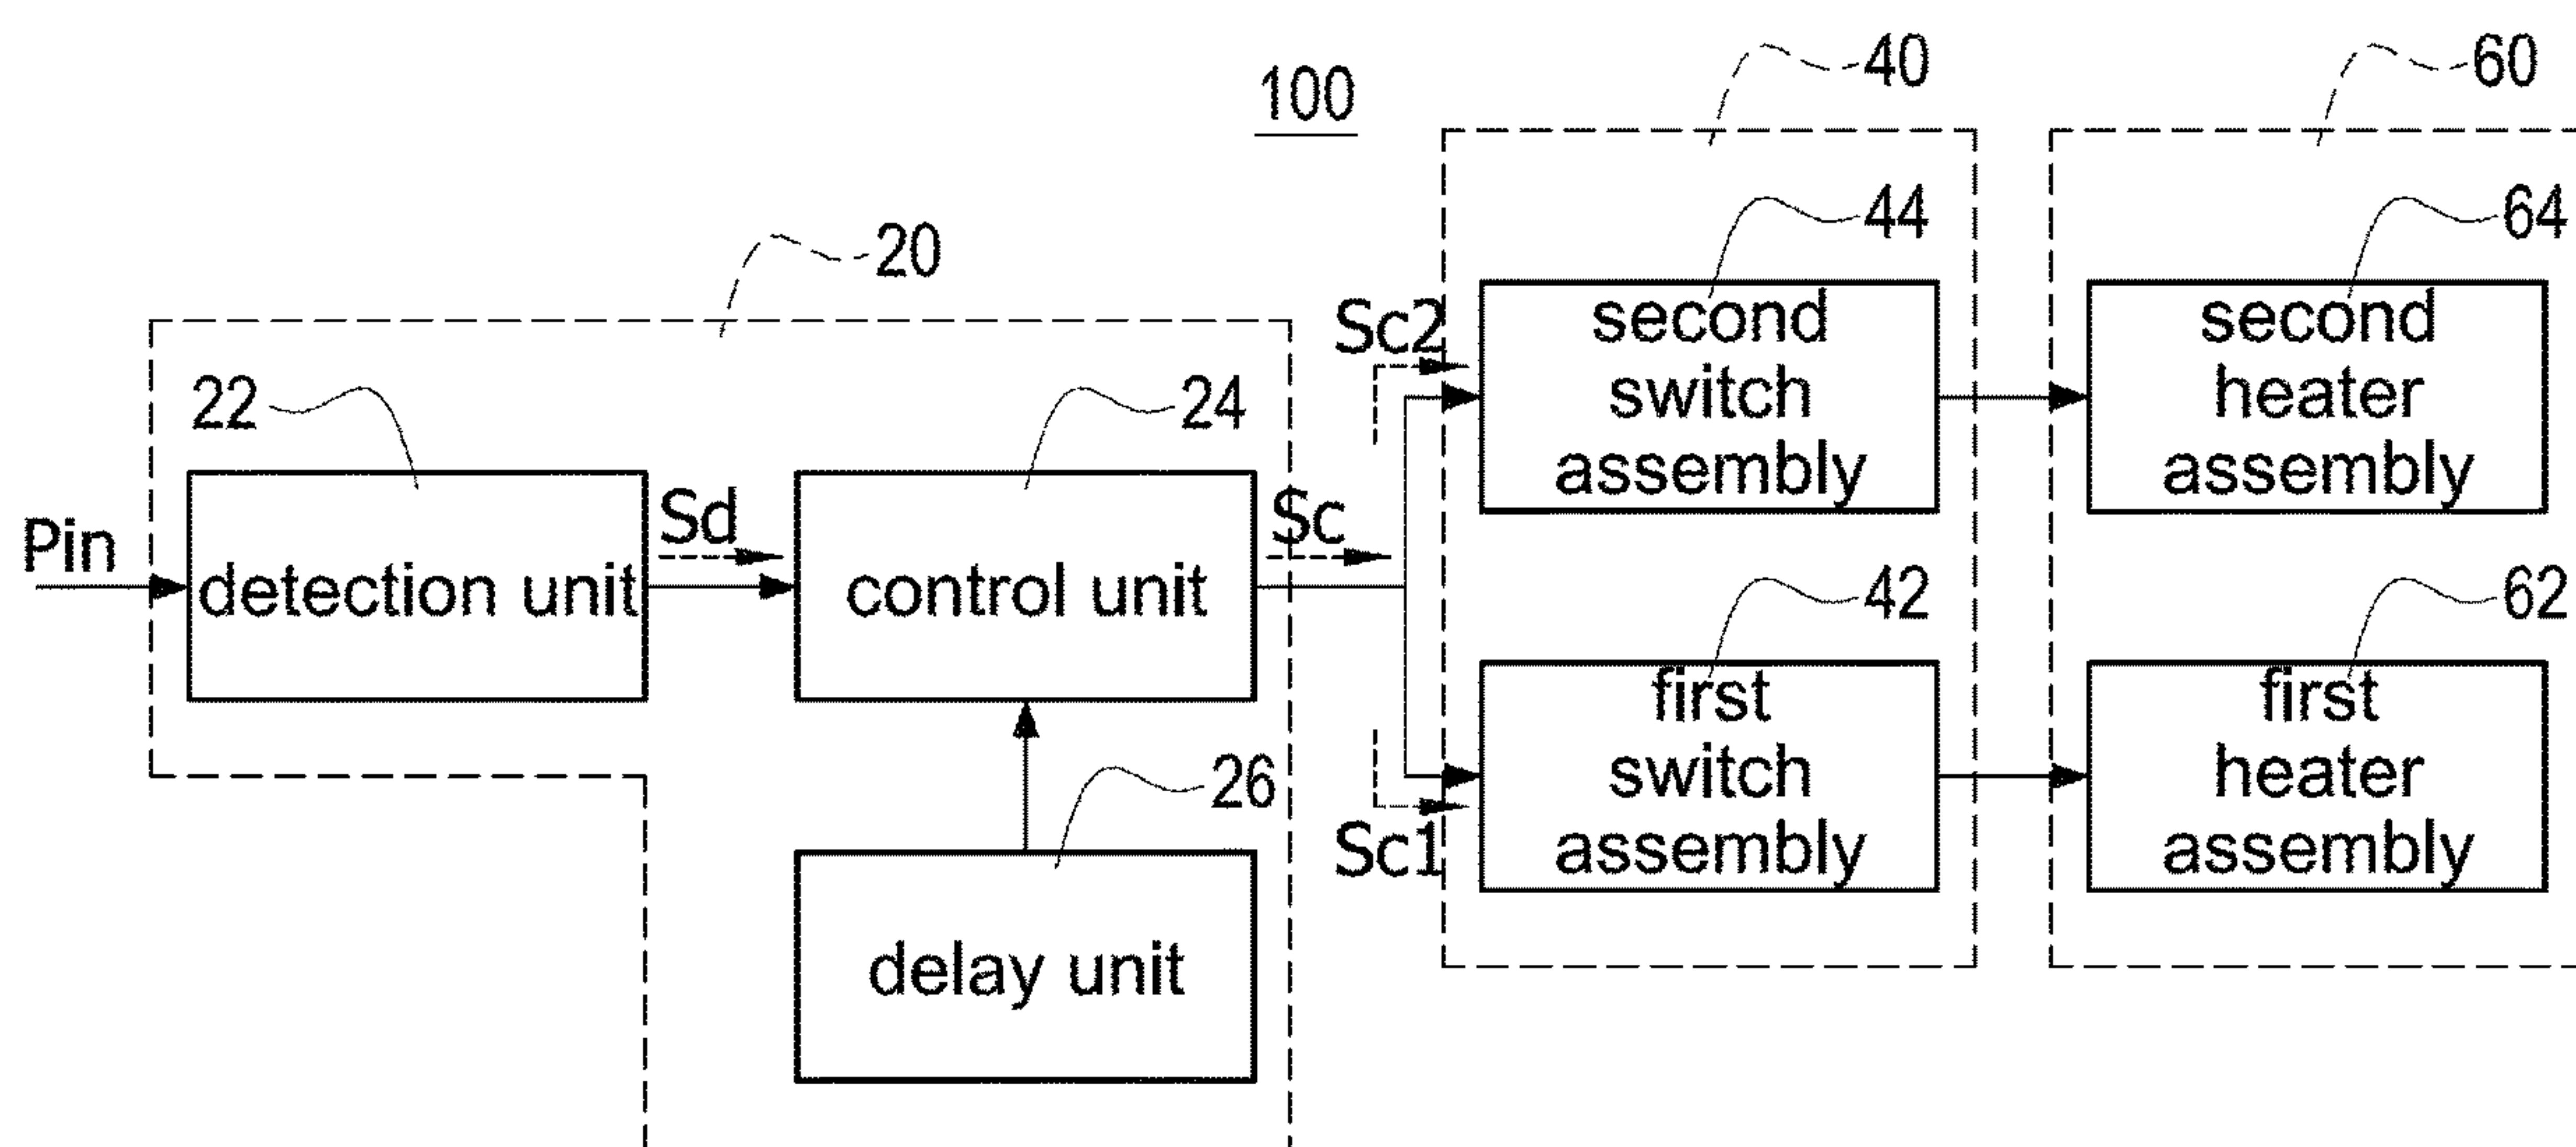 100
40
60
44
64
20
Sc2
second
switch
assembly
second
heater
assembly
22
24
Pin
Sd
Sc
detection unit
control unit
42
62
first
switch
assembly
first
heater
assembly
26
Sc1
delay unit